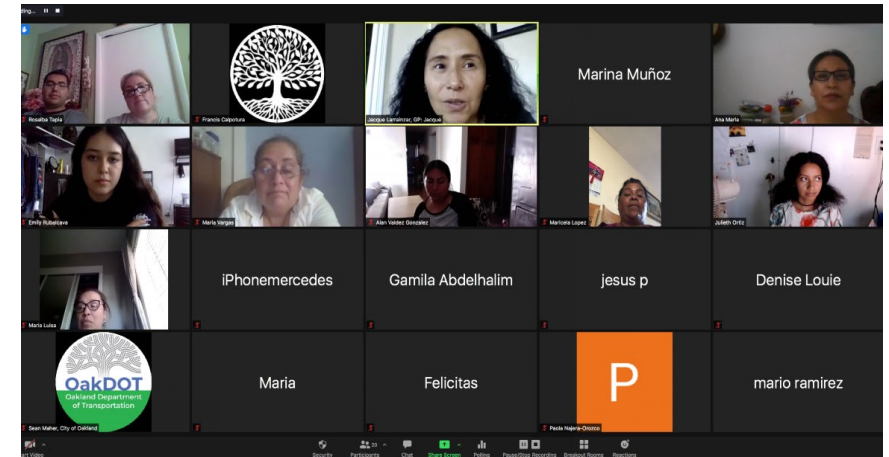 Rosalba Tapia
Francis Calpotura
Jacque Larrainzar, GP: Jacque
Marina Muñoz
Ana Maria
Emily Rubalcava
Maria Vargas
Alan Valdez Gonzalez
Maricela Lopez
Julieth Ortiz
Maria Luisa
iPhonemercedes
Gamila Abdelhalim
jesus p
Denise Louie
OakDOT
Oakland Department
of Transportation
Sean Maher, City of Oakland
Maria
Felicitas
P
Paola Najera-Orozco
mario ramirez
art Video
Security
Participants
Chat
Share Screen
Polling
Pause/Stop Recording
Breakout Rooms
Reactions